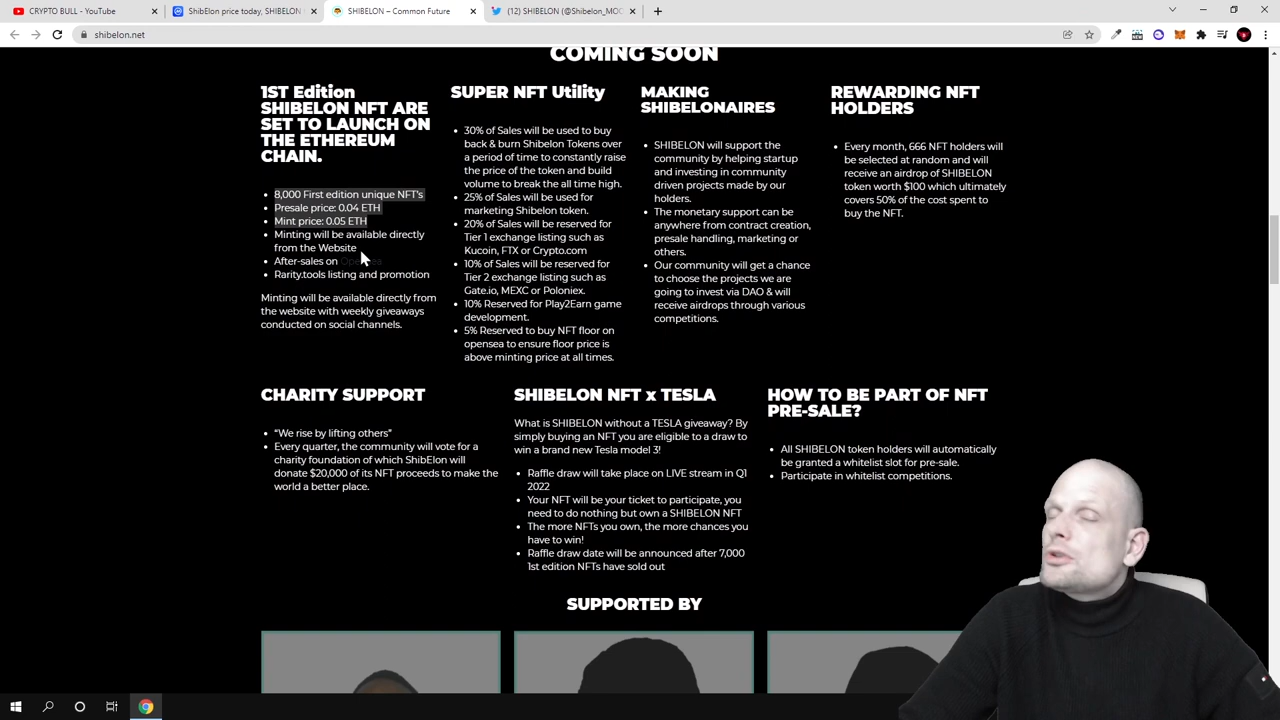 CRYPTO BULL - YouTube
ShibElon price today, SHIBELON
SHIBELON – Common Future
(12) SHIBELON (@Shibelon_MOO
shibelon.net
COMING SOON
1ST Edition
SHIBELON NFT ARE
SET TO LAUNCH ON
THE ETHEREUM
CHAIN.
8,000 First edition unique NFT's
Presale price: 0.04 ETH
Mint price: 0.05 ETH
Minting will be available directly
from the Website
After-sales on OpenSea
Rarity.tools listing and promotion
Minting will be available directly from
the website with weekly giveaways
conducted on social channels.
SUPER NFT Utility
30% of Sales will be used to buy
back & burn Shibelon Tokens over
a period of time to constantly raise
the price of the token and build
volume to break the all time high.
25% of Sales will be used for
marketing Shibelon token.
20% of Sales will be reserved for
Tier 1 exchange listing such as
Kucoin, FTX or Crypto.com
10% of Sales will be reserved for
Tier 2 exchange listing such as
Gate.io, MEXC or Poloniex.
10% Reserved for Play2Earn game
development.
5% Reserved to buy NFT floor on
opensea to ensure floor price is
above minting price at all times.
MAKING
SHIBELONAIRES
SHIBELON will support the
community by helping startup
and investing in community
driven projects made by our
holders.
The monetary support can be
anywhere from contract creation,
presale handling, marketing or
others.
Our community will get a chance
to choose the projects we are
going to invest via DAO & will
receive airdrops through various
competitions.
REWARDING NFT
HOLDERS
Every month, 666 NFT holders will
be selected at random and will
receive an airdrop of SHIBELON
token worth $100 which ultimately
covers 50% of the cost spent to
buy the NFT.
CHARITY SUPPORT
“We rise by lifting others”
Every quarter, the community will vote for a
charity foundation of which ShibElon will
donate $20,000 of its NFT proceeds to make the
world a better place.
SHIBELON NFT x TESLA
What is SHIBELON without a TESLA giveaway? By
simply buying an NFT you are eligible to a draw to
win a brand new Tesla model 3!
Raffle draw will take place on LIVE stream in Q1
2022
Your NFT will be your ticket to participate, you
need to do nothing but own a SHIBELON NFT
The more NFTs you own, the more chances you
have to win!
Raffle draw date will be announced after 7,000
1st edition NFTs have sold out
HOW TO BE PART OF NFT
PRE-SALE?
All SHIBELON token holders will automatically
be granted a whitelist slot for pre-sale.
Participate in whitelist competitions.
SUPPORTED BY